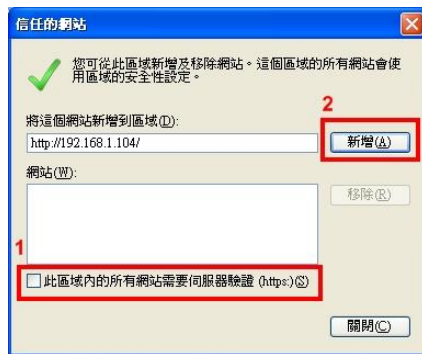 信任的網站
您可從此區域新增及移除網站。這個區域的所有網站會使
用區域的安全性設定。
2
將這個網站新增到區域(D):
http://192.168.1.104/
新增(A)
網站(W):
移除(R)
1
此區域內的所有網站需要伺服器驗證 (https:)(S)
關閉(C)